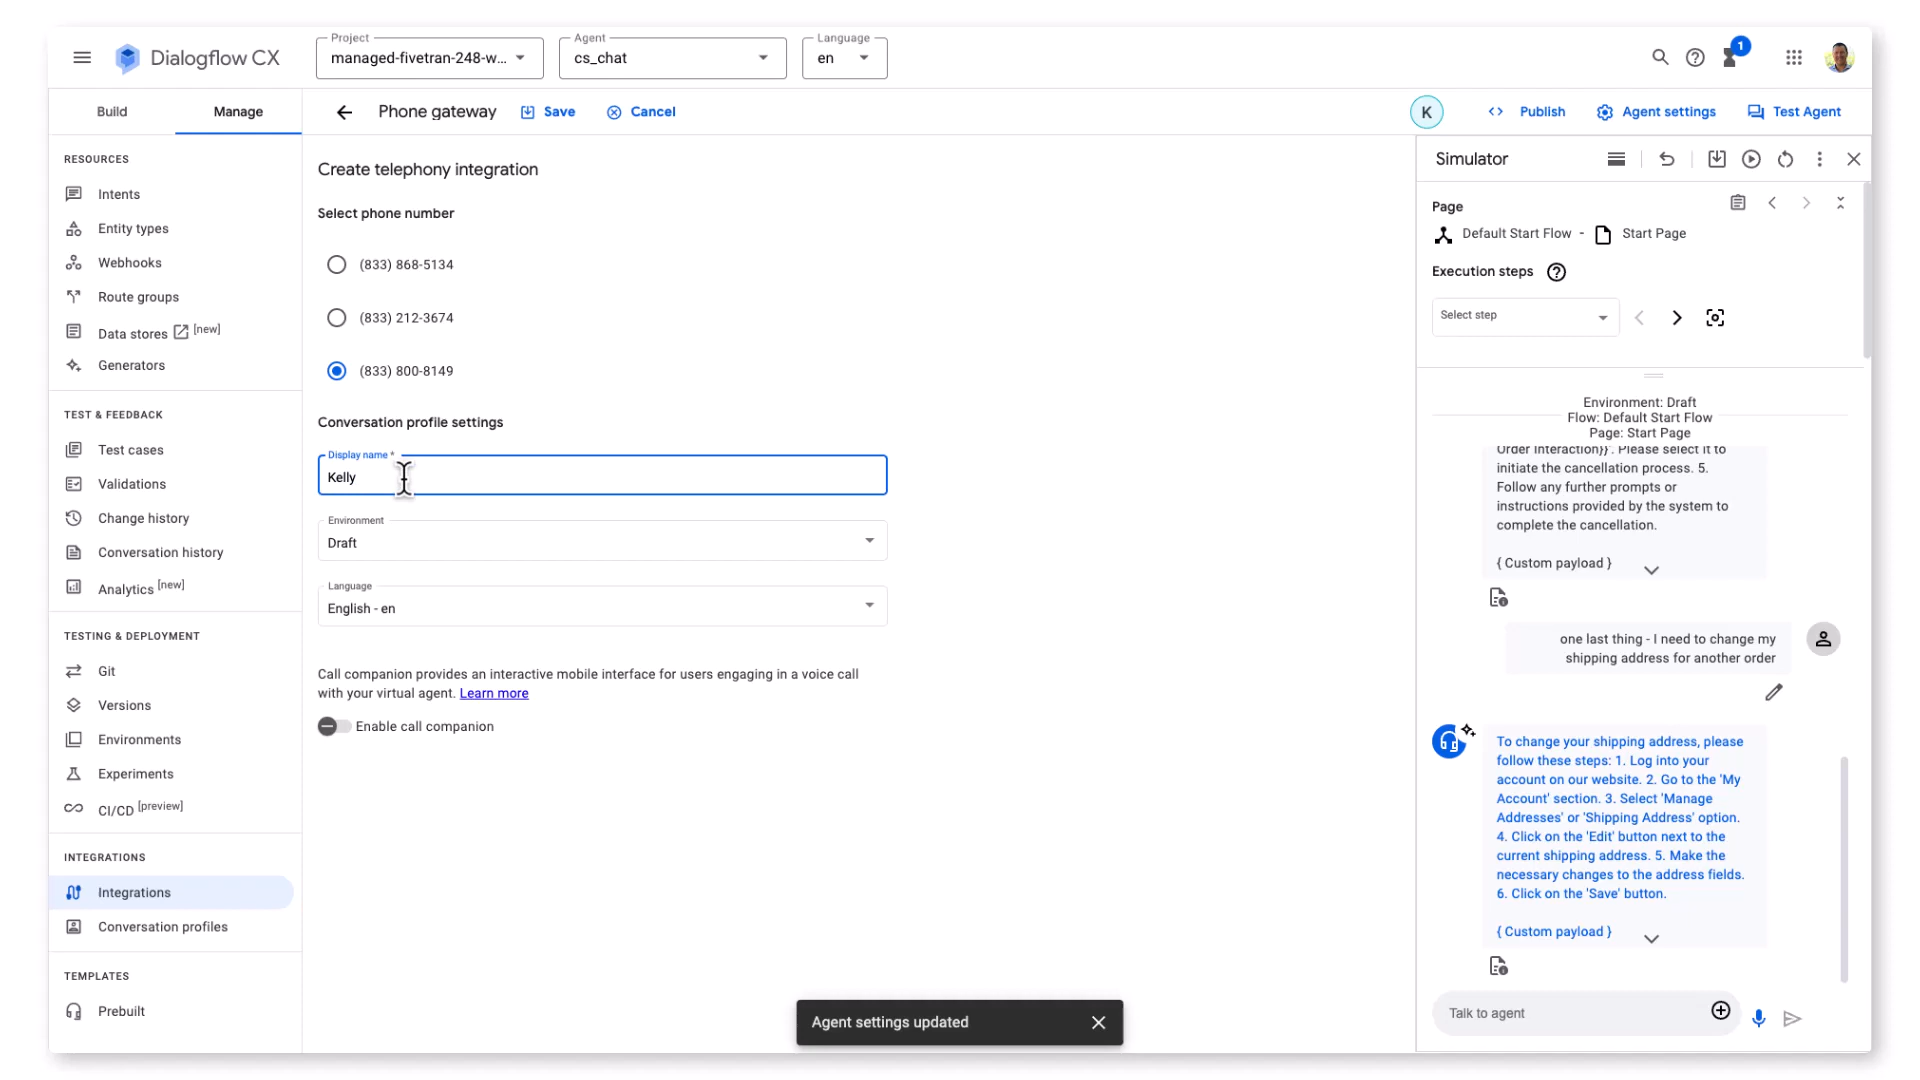 Dialogflow CX
Project
managed-fivetran-248-w...
Agent
cs_chat
Language
en
1
Build
Manage
Phone gateway
Save
Cancel
K
Publish
Agent settings
Test Agent
RESOURCES
Intents
Entity types
Webhooks
Route groups
Data stores [new]
Generators
TEST & FEEDBACK
Test cases
Validations
Change history
Conversation history
Analytics [new]
TESTING & DEPLOYMENT
Git
Versions
Environments
Experiments
CI/CD [preview]
INTEGRATIONS
Integrations
Conversation profiles
TEMPLATES
Prebuilt
Create telephony integration
Select phone number
(833) 868-5134
(833) 212-3674
(833) 800-8149
Conversation profile settings
Display name *
Kelly
Environment
Draft
Language
English - en
Call companion provides an interactive mobile interface for users engaging in a voice call
with your virtual agent. Learn more
Enable call companion
Agent settings updated
Simulator
Page
Default Start Flow - Start Page
Execution steps
Select step
Environment: Draft
Flow: Default Start Flow
Page: Start Page
Order Interaction}}'. Please select it to
initiate the cancellation process. 5.
Follow any further prompts or
instructions provided by the system to
complete the cancellation.
{ Custom payload }
one last thing - I need to change my
shipping address for another order
To change your shipping address, please
follow these steps: 1. Log into your
account on our website. 2. Go to the 'My
Account' section. 3. Select 'Manage
Addresses' or 'Shipping Address' option.
4. Click on the 'Edit' button next to the
current shipping address. 5. Make the
necessary changes to the address fields.
6. Click on the 'Save' button.
{ Custom payload }
Talk to agent